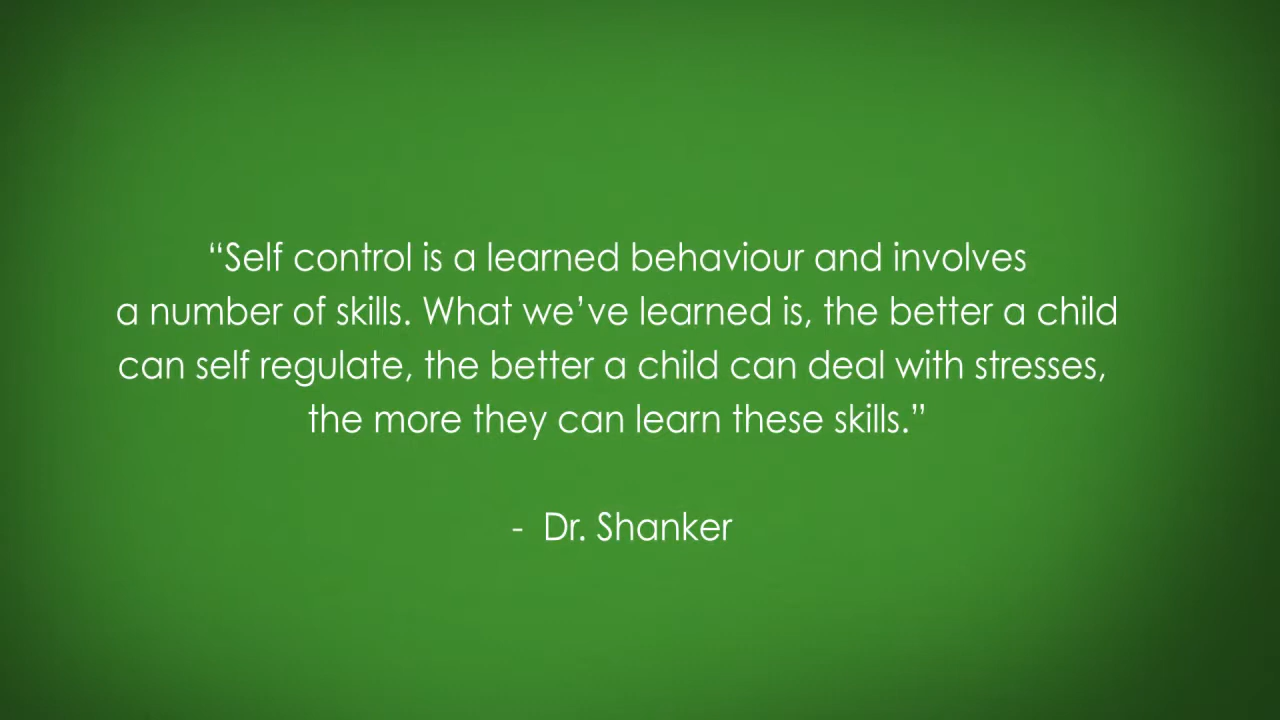 “Self control is a learned behaviour and involves
a number of skills. What we’ve learned is, the better a child
can self regulate, the better a child can deal with stresses,
the more they can learn these skills.”
- Dr. Shanker